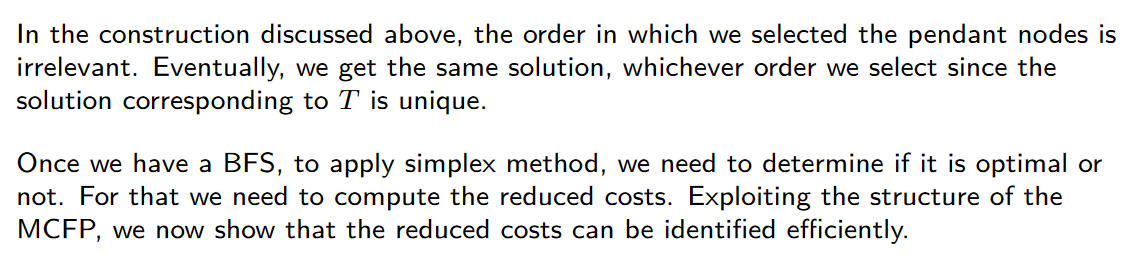 In the construction discussed above, the order in which we selected the pendant nodes is
irrelevant. Eventually, we get the same solution, whichever order we select since the
solution corresponding to T is unique.
Once we have a BFS, to apply simplex method, we need to determine if it is optimal or
not. For that we need to compute the reduced costs. Exploiting the structure of the
MCFP, we now show that the reduced costs can be identified efficiently.